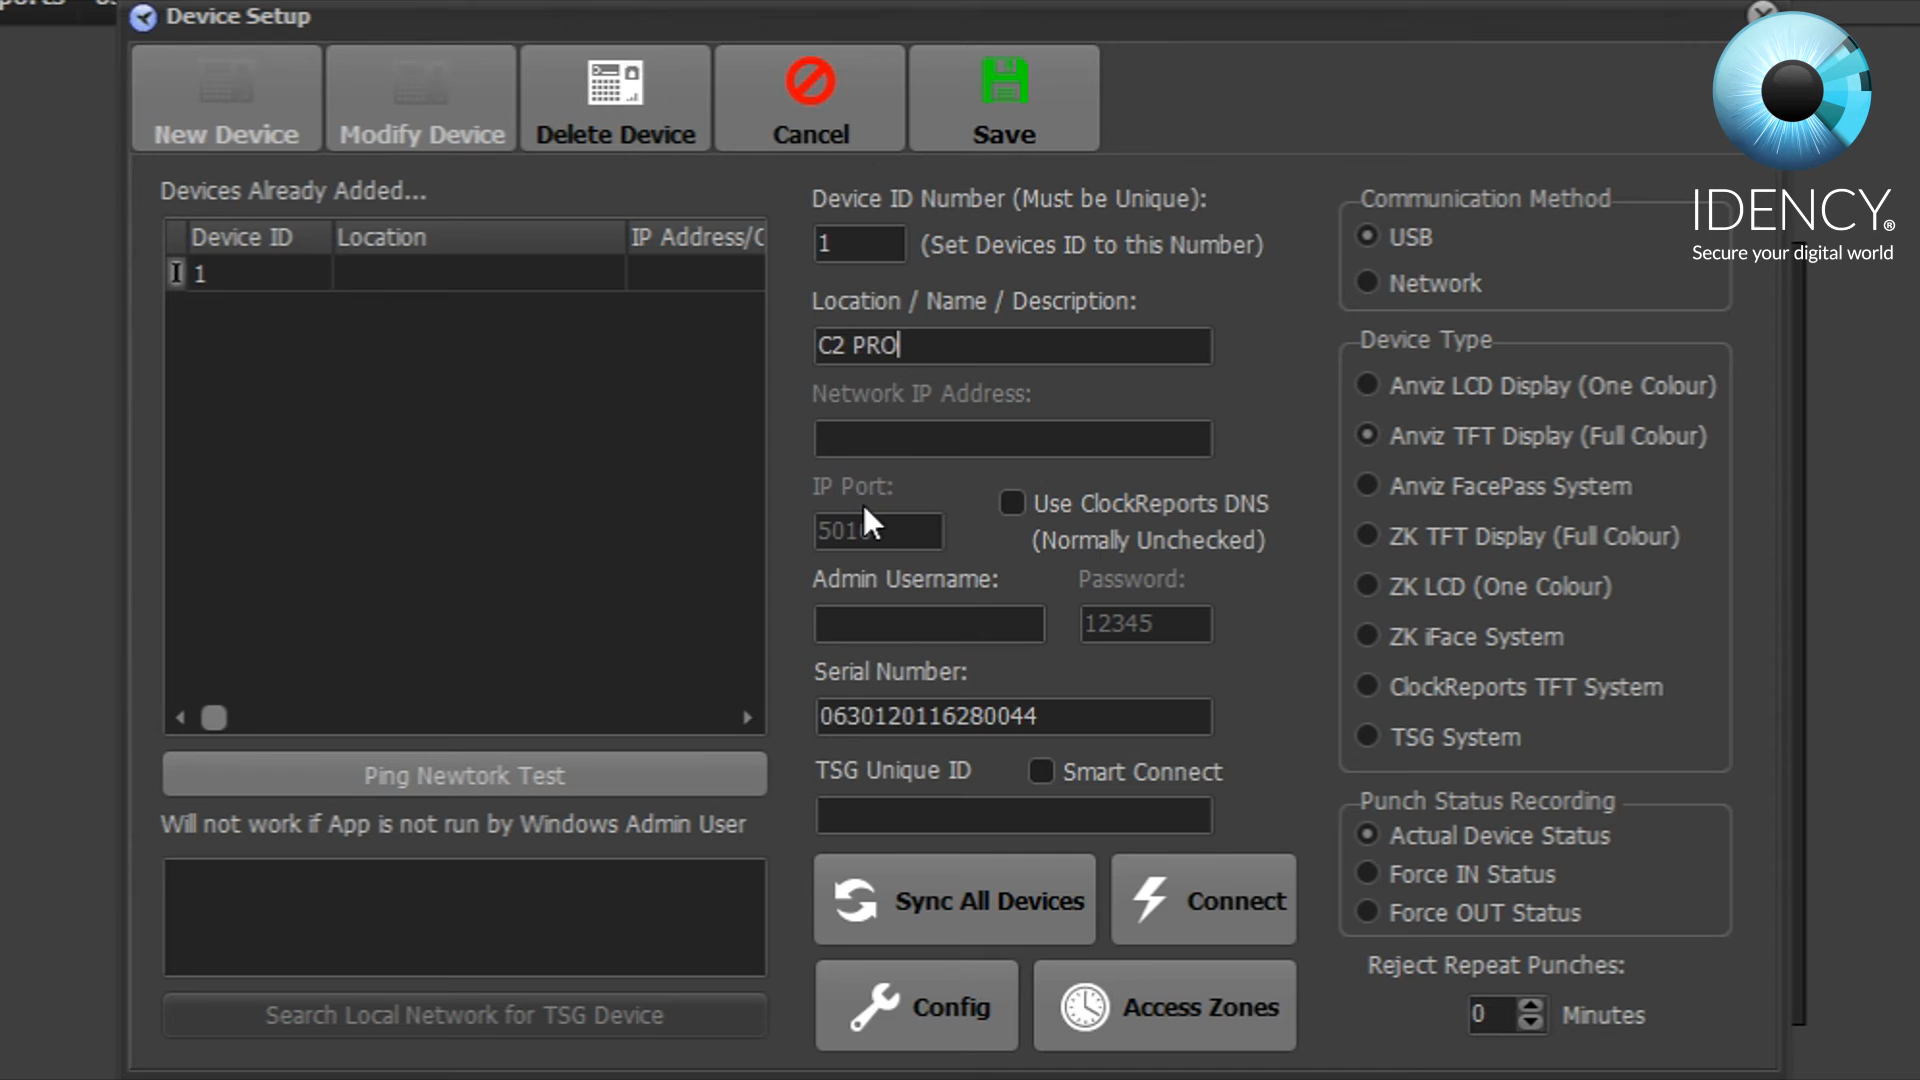 Device Setup
New Device
Modify Device
Delete Device
Cancel
Save
IDENCY®
Secure your digital world
Devices Already Added...
Device ID
Location
1
Device ID Number (Must be Unique):
1
(Set Devices ID to this Number)
Location / Name / Description:
C2 PRO
Network IP Address:
IP Port:
Use ClockReports DNS
(Normally Unchecked)
Admin Username:
Password:
12345
Serial Number:
0630120116280044
TSG Unique ID
Smart Connect
Ping Newtork Test
Will not work if App is not run by Windows Admin User
Search Local Network for TSG Device
Sync All Devices
Connect
Config
Access Zones
Communication Method
USB
Network
Device Type
Anviz LCD Display (One Colour)
Anviz TFT Display (Full Colour)
Anviz FacePass System
ZK TFT Display (Full Colour)
ZK LCD (One Colour)
ZK iFace System
ClockReports TFT System
TSG System
Punch Status Recording
Actual Device Status
Force IN Status
Force OUT Status
Reject Repeat Punches:
0
Minutes